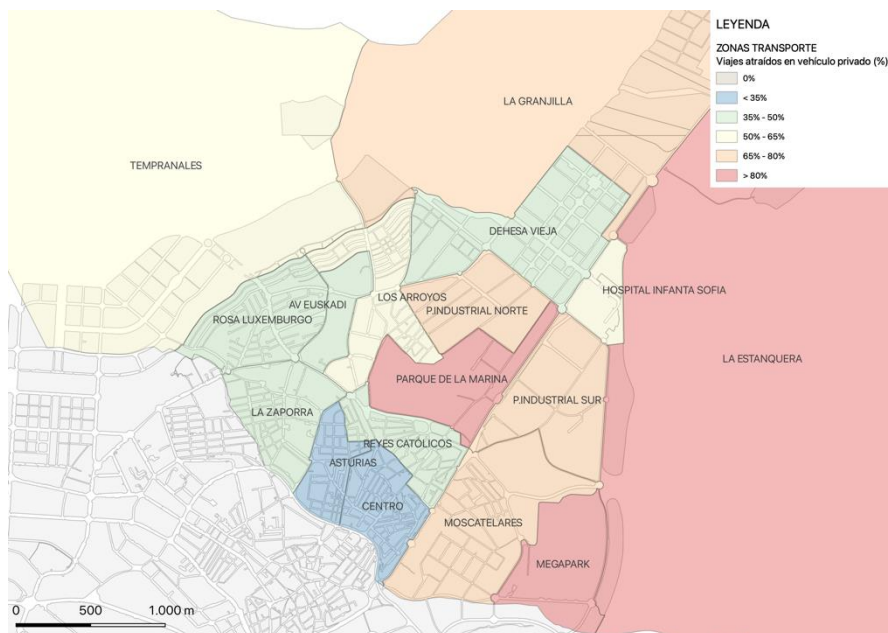 LEYENDA
ZONAS TRANSPORTE
Viajes atraídos en vehículo privado (%)
0%
< 35%
35% - 50%
50% - 65%
65% - 80%
> 80%
LA GRANJILLA
TEMPRANALES
DEHESA VIEJA
HOSPITAL INFANTA SOFIA
LOS ARROYOS
AV EUSKADI
P.INDUSTRIAL NORTE
ROSA LUXEMBURGO
LA ESTANQUERA
PARQUE DE LA MARINA
P.INDUSTRIAL SUR
LA ZAPORRA
REYES CATÓLICOS
ASTURIAS
CENTRO
MOSCATELARES
MEGAPARK
0 500 1.000 m